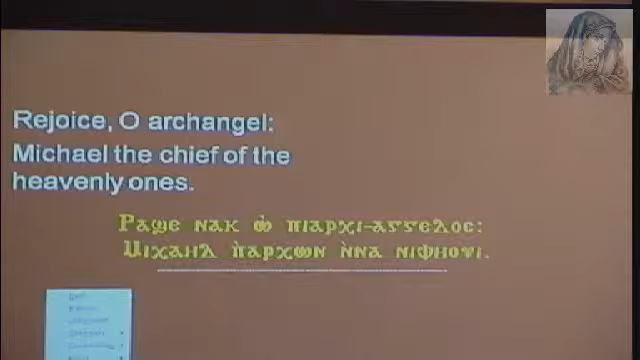 Rejoice, O archangel:
Michael the chief of the
heavenly ones.
Ⲣⲁϣⲉ ⲛⲁⲕ ⲱ̀ ⲡⲓⲁⲣⲭⲓ-ⲁⲅⲅⲉⲗⲟⲥ:
Ⲙⲓⲭⲁⲏⲗ ⲡ̀ⲁⲣⲭⲱⲛ ⲛ̀ⲛⲁ ⲛⲓⲫⲏⲟⲩⲓ.